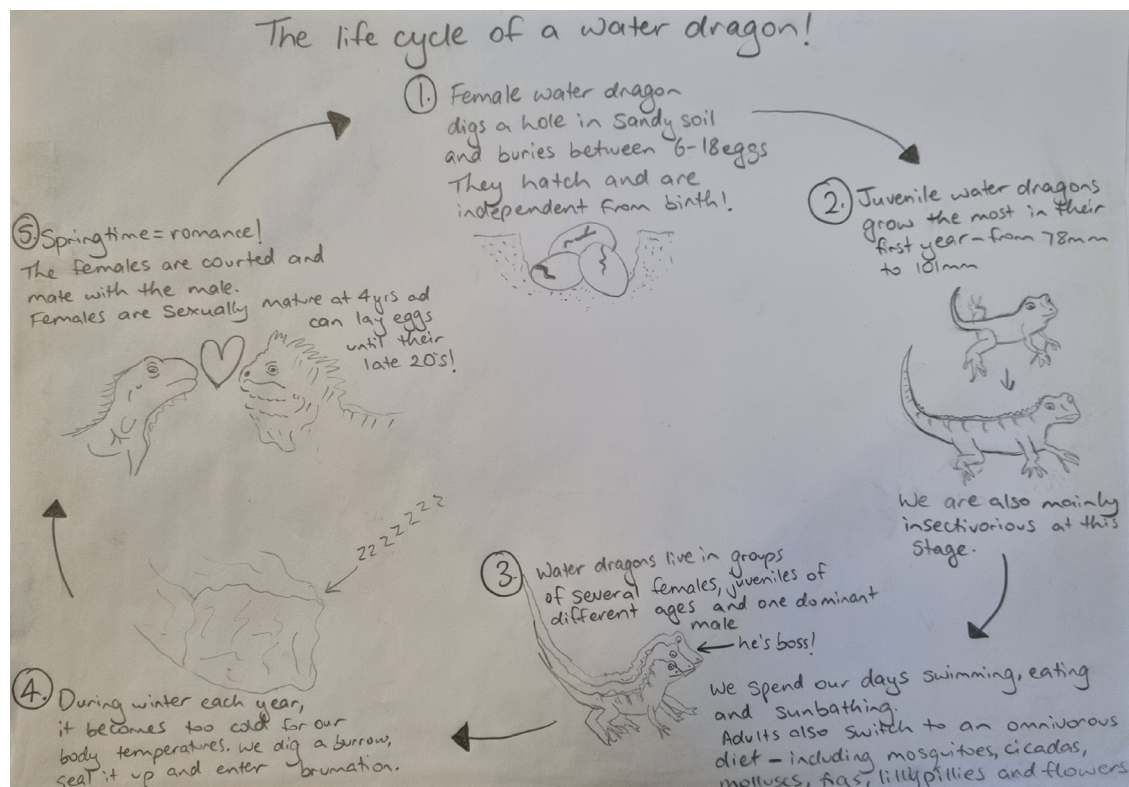 The life cycle of a water dragon!
1. Female water dragon
digs a hole in sandy soil
and buries between 6-18eggs
They hatch and are
independent from birth!
2. Juvenile water dragons
grow the most in their
first year - from 78mm
to 101mm
We are also mainly
insectivorious at this
stage.
3. Water dragons live in groups
of several females, juveniles of
different ages and one dominant
male
he's boss!
We spend our days swimming, eating
and sunbathing.
Adults also switch to an omnivorous
diet - including mosquitoes, cicadas,
molluscs, figs, lillypillies and flowers
4. During winter each year,
it becomes too cold for our
body temperatures. We dig a burrow,
seal it up and enter brumation.
ZZZZZZZ
5. Springtime = romance!
The females are courted and
mate with the male.
Females are sexually mature at 4yrs ad
can lay eggs
until their
late 20's!